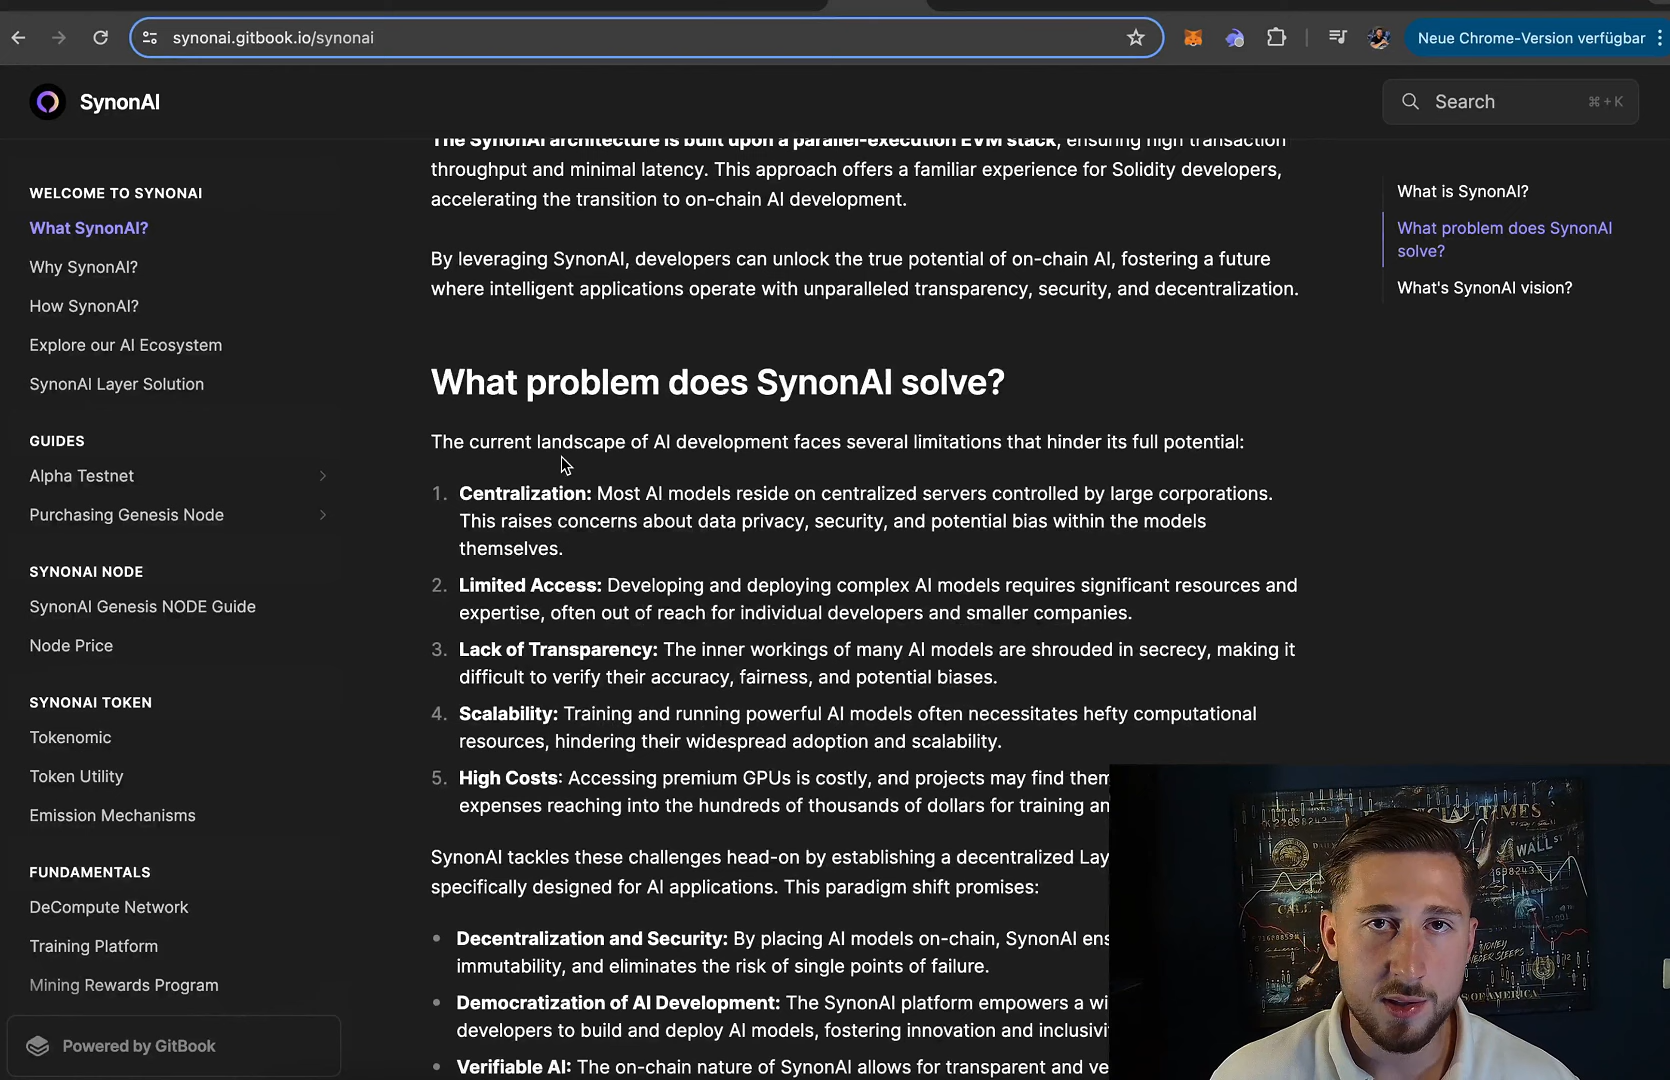 synonai.gitbook.io/synonai
Neue Chrome-Version verfügbar
SynonAI
Search
⌘+K
WELCOME TO SYNONAI
What SynonAI?
Why SynonAI?
How SynonAI?
Explore our AI Ecosystem
SynonAI Layer Solution
GUIDES
Alpha Testnet
Purchasing Genesis Node
SYNONAI NODE
SynonAI Genesis NODE Guide
Node Price
SYNONAI TOKEN
Tokenomic
Token Utility
Emission Mechanisms
FUNDAMENTALS
DeCompute Network
Training Platform
Mining Rewards Program
Powered by GitBook
The SynonAI architecture is built upon a parallel-execution EVM stack, ensuring high transaction
throughput and minimal latency. This approach offers a familiar experience for Solidity developers,
accelerating the transition to on-chain AI development.
By leveraging SynonAI, developers can unlock the true potential of on-chain AI, fostering a future
where intelligent applications operate with unparalleled transparency, security, and decentralization.
What problem does SynonAI solve?
The current landscape of AI development faces several limitations that hinder its full potential:
1. Centralization: Most AI models reside on centralized servers controlled by large corporations.
This raises concerns about data privacy, security, and potential bias within the models
themselves.
2. Limited Access: Developing and deploying complex AI models requires significant resources and
expertise, often out of reach for individual developers and smaller companies.
3. Lack of Transparency: The inner workings of many AI models are shrouded in secrecy, making it
difficult to verify their accuracy, fairness, and potential biases.
4. Scalability: Training and running powerful AI models often necessitates hefty computational
resources, hindering their widespread adoption and scalability.
5. High Costs: Accessing premium GPUs is costly, and projects may find them
expenses reaching into the hundreds of thousands of dollars for training an
SynonAI tackles these challenges head-on by establishing a decentralized Lay
specifically designed for AI applications. This paradigm shift promises:
• Decentralization and Security: By placing AI models on-chain, SynonAI ens
immutability, and eliminates the risk of single points of failure.
• Democratization of AI Development: The SynonAI platform empowers a wi
developers to build and deploy AI models, fostering innovation and inclusivi
• Verifiable AI: The on-chain nature of SynonAI allows for transparent and ve
What is SynonAI?
What problem does SynonAI
solve?
What's SynonAI vision?
TIMES
WALL ST
CALL